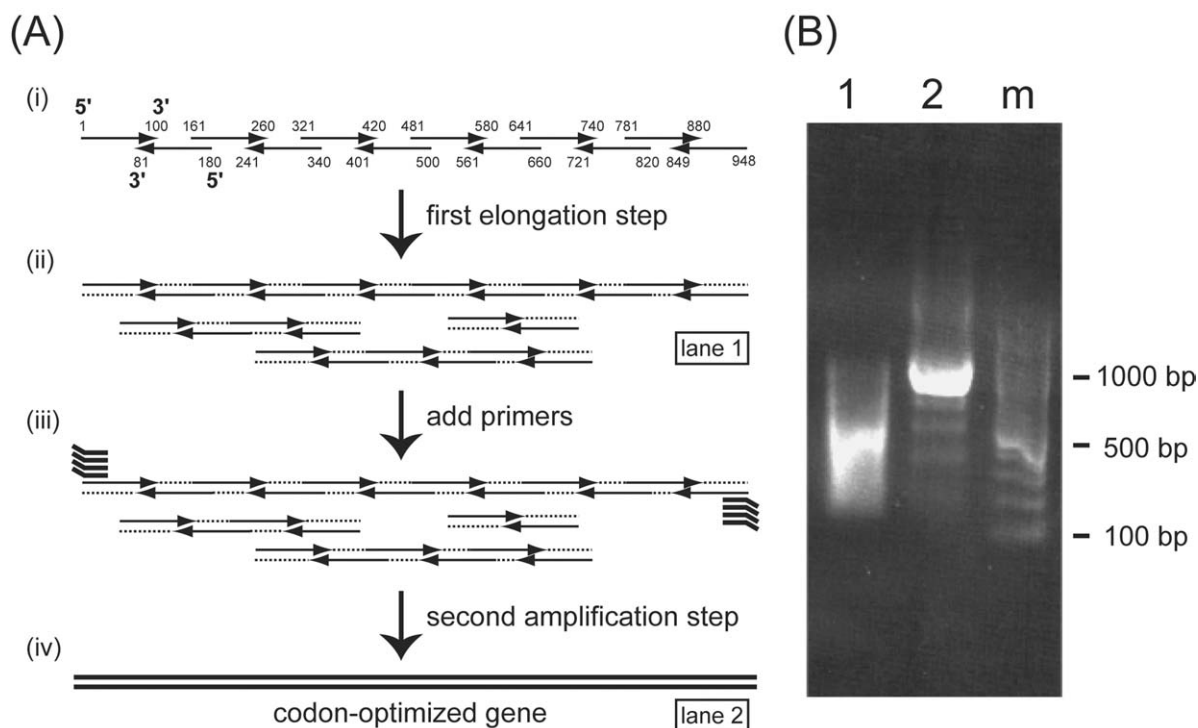 (A)
(i)
5' 3'
1 100 161 260 321 420 481 580 641 740 781 880
81 180 241 340 401 500 561 660 721 820 849 948
3' 5'
first elongation step
(ii)
lane 1
add primers
(iii)
second amplification step
(iv)
codon-optimized gene
lane 2
(B)
1 2 m
1000 bp
500 bp
100 bp